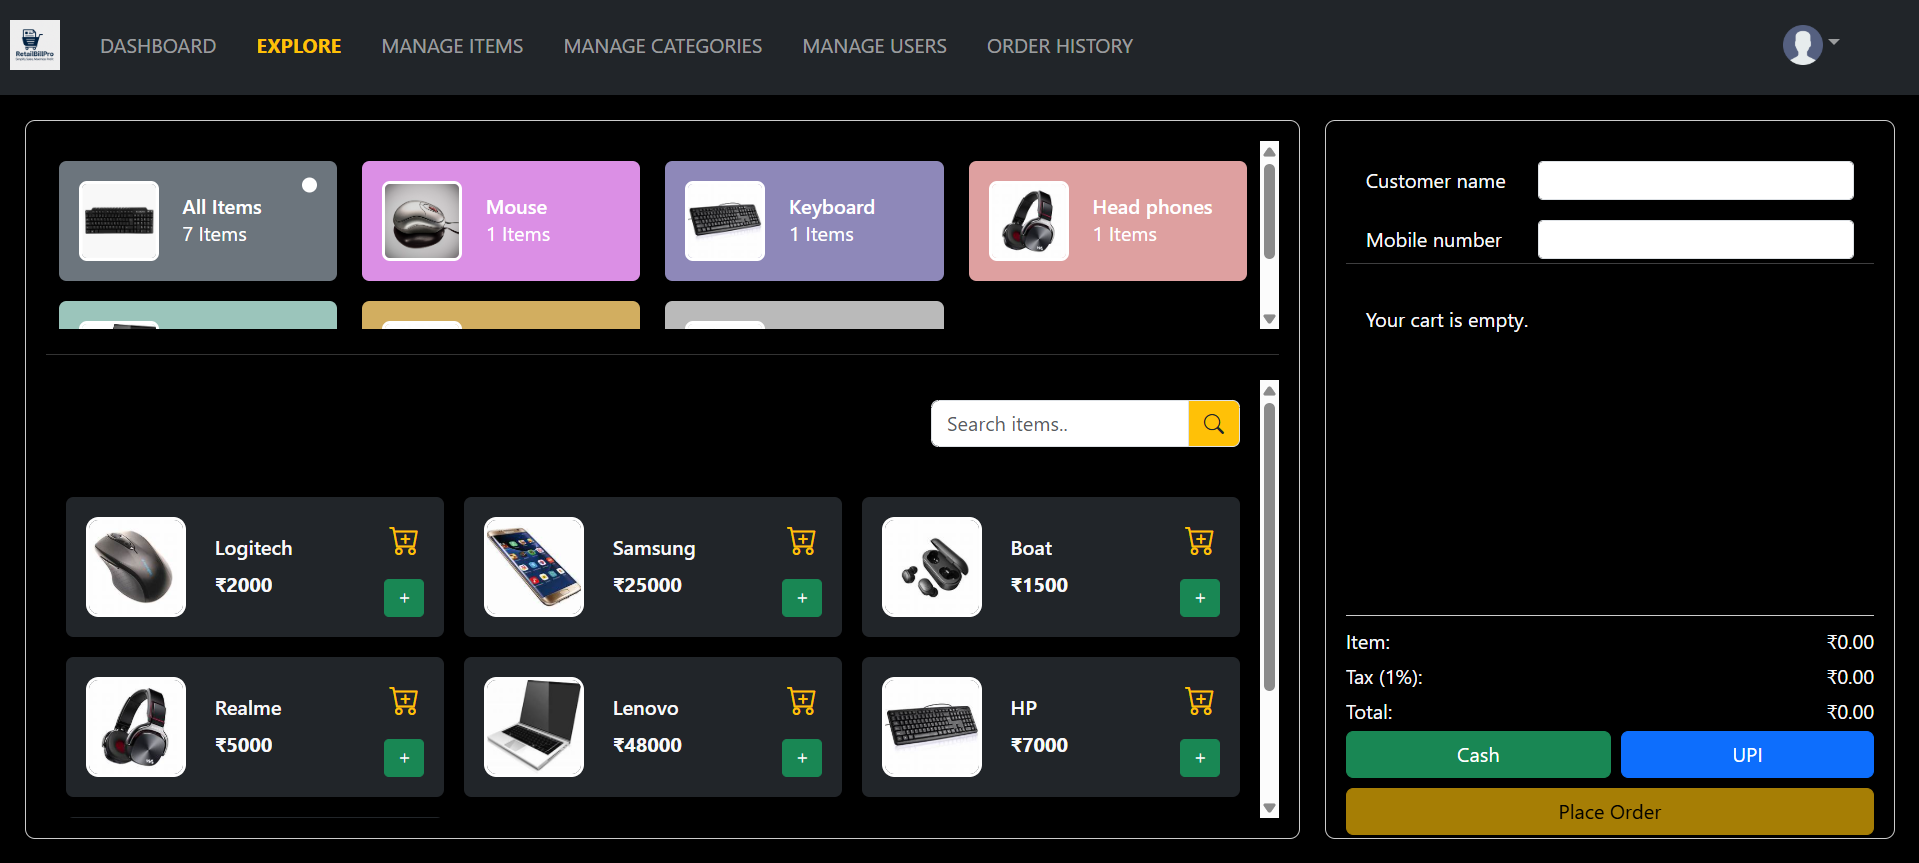 RetailBillPro
DASHBOARD
EXPLORE
MANAGE ITEMS
MANAGE CATEGORIES
MANAGE USERS
ORDER HISTORY
All Items
7 Items
Mouse
1 Items
Keyboard
1 Items
Head phones
1 Items
Search items..
Logitech
₹2000
+
Samsung
₹25000
+
Boat
₹1500
+
Realme
₹5000
+
Lenovo
₹48000
+
HP
₹7000
+
Customer name
Mobile number
Your cart is empty.
Item: ₹0.00
Tax (1%): ₹0.00
Total: ₹0.00
Cash
UPI
Place Order